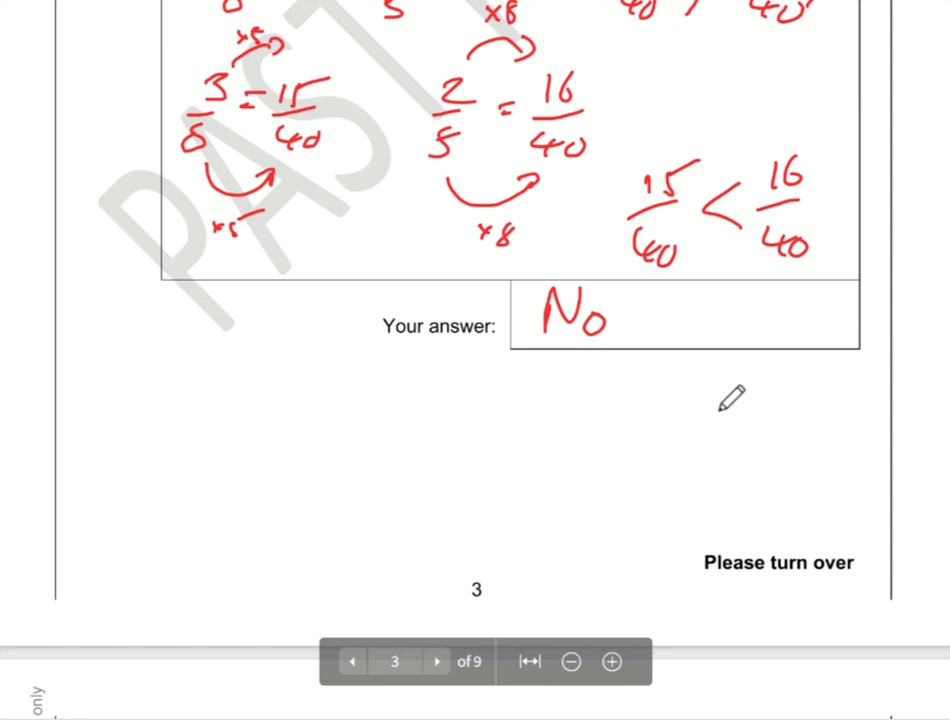 ×8
×5
3/8 = 15/40 2/5 = 16/40
×5 ×8
15/40 < 16/40
Your answer: No
Please turn over
3
3 of 9
only
PAST